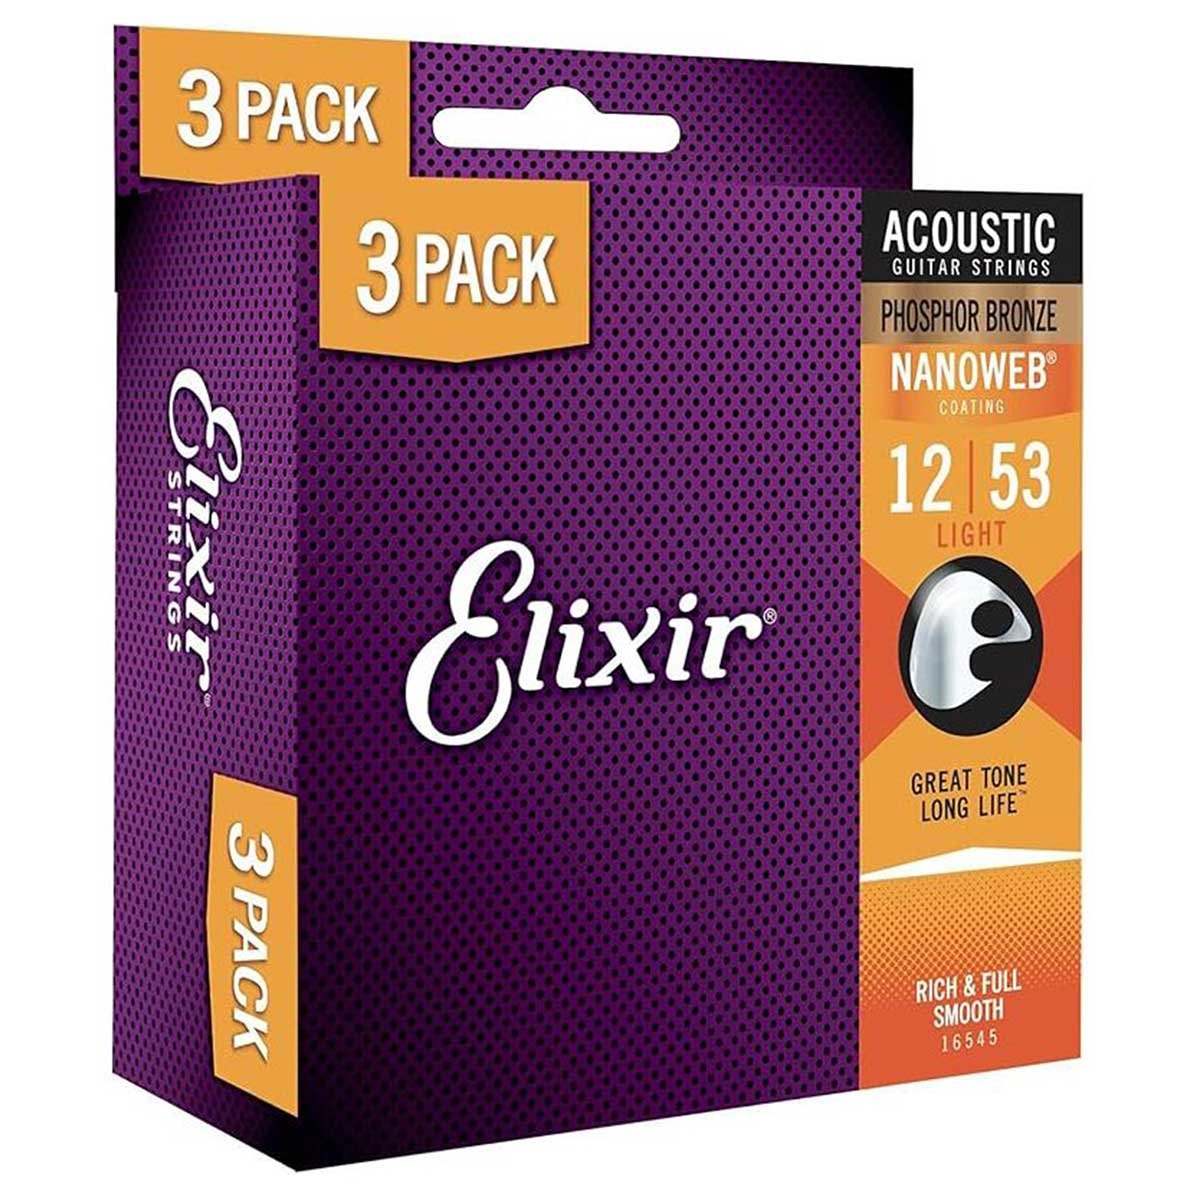 3 PACK
3 PACK
Elixir
STRINGS
3 PACK
Elixir®
ACOUSTIC
GUITAR STRINGS
PHOSPHOR BRONZE
NANOWEB®
COATING
12 | 53
LIGHT
GREAT TONE
LONG LIFE™
RICH & FULL
SMOOTH
16545